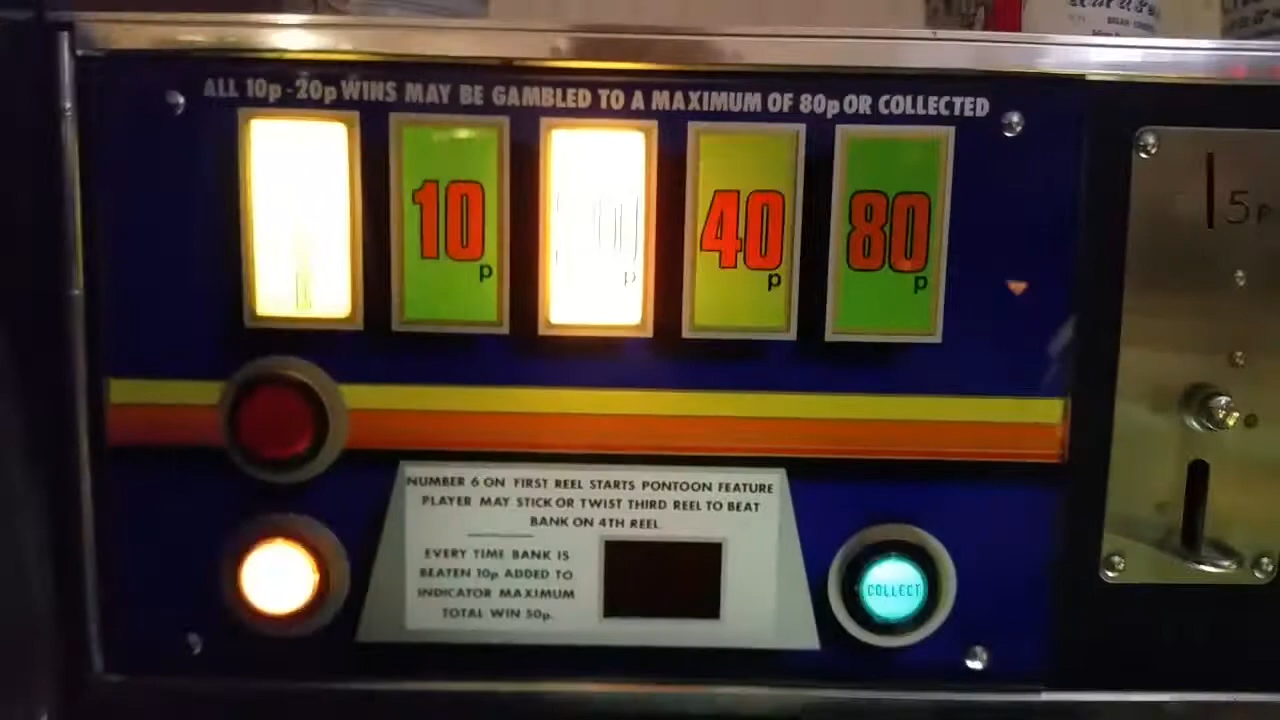 ALL 10p-20p WINS MAY BE GAMBLED TO A MAXIMUM OF 80p OR COLLECTED
10p
p
40p
80p
5P
NUMBER 6 ON FIRST REEL STARTS PONTOON FEATURE
PLAYER MAY STICK OR TWIST THIRD REEL TO BEAT
BANK ON 4TH REEL
EVERY TIME BANK IS
BEATEN 10p ADDED TO
INDICATOR MAXIMUM
TOTAL WIN 50p.
COLLECT